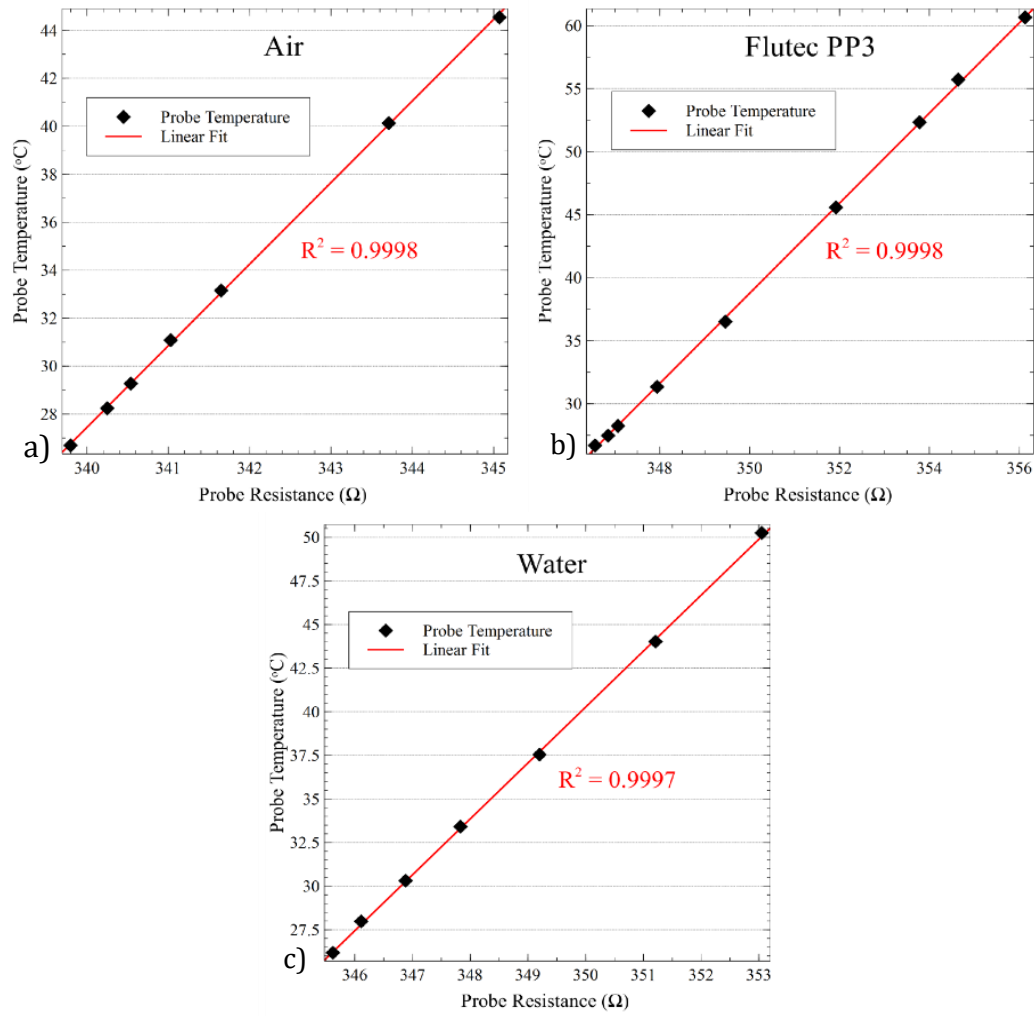 Air
Probe Temperature
Linear Fit
R² = 0.9998
Probe Temperature (°C)
44
42
40
38
36
34
32
30
28
a)
340 341 342 343 344 345
Probe Resistance (Ω)
Flutec PP3
Probe Temperature
Linear Fit
R² = 0.9998
Probe Temperature (°C)
60
55
50
45
40
35
30
b)
348 350 352 354 356
Probe Resistance (Ω)
Water
Probe Temperature
Linear Fit
R² = 0.9997
Probe Temperature (°C)
50
47.5
45
42.5
40
37.5
35
32.5
30
27.5
c)
346 347 348 349 350 351 352 353
Probe Resistance (Ω)